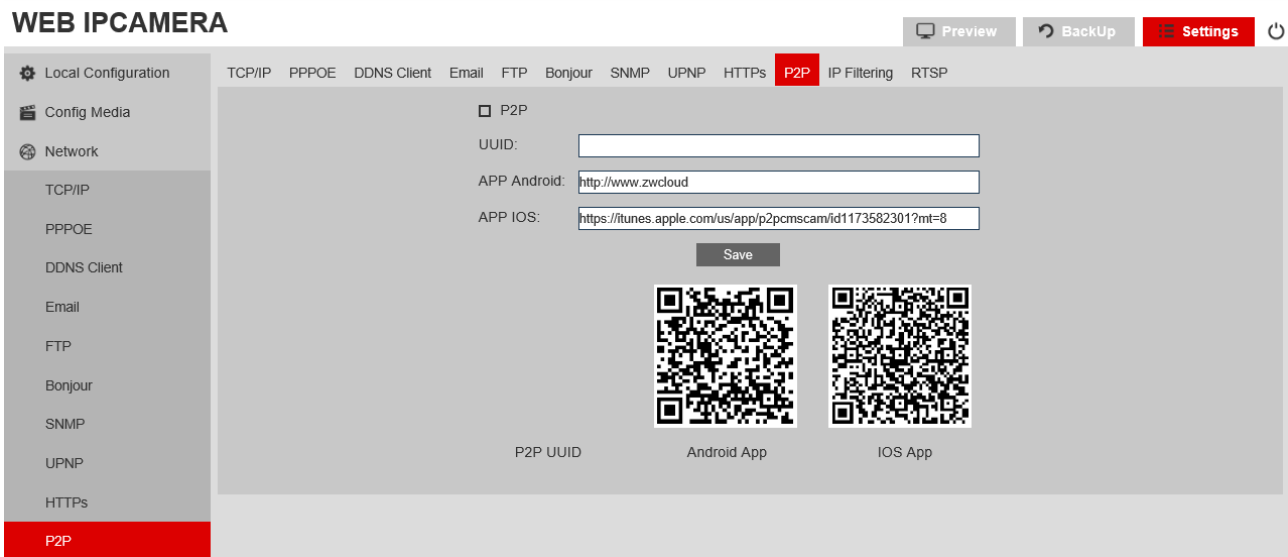 WEB IPCAMERA
Preview BackUp Settings
Local Configuration
Config Media
Network
TCP/IP
PPPOE
DDNS Client
Email
FTP
Bonjour
SNMP
UPNP
HTTPs
P2P
TCP/IP PPPOE DDNS Client Email FTP Bonjour SNMP UPNP HTTPs P2P IP Filtering RTSP
P2P
UUID:
APP Android: http://www.zwcloud
APP IOS: https://itunes.apple.com/us/app/p2pcmscam/id1173582301?mt=8
Save
P2P UUID Android App IOS App